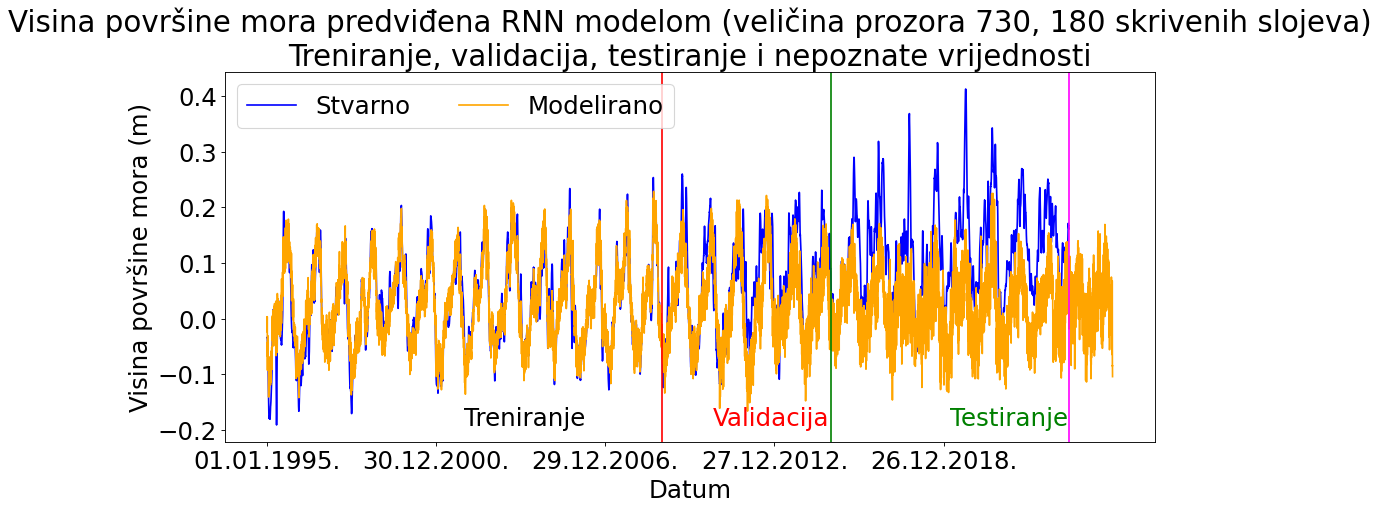 Visina površine mora predviđena RNN modelom (veličina prozora 730, 180 skrivenih slojeva)
Treniranje, validacija, testiranje i nepoznate vrijednosti
Stvarno Modelirano
Visina površine mora (m)
0.4
0.3
0.2
0.1
0.0
−0.1
−0.2
Treniranje Validacija Testiranje
01.01.1995. 30.12.2000. 29.12.2006. 27.12.2012. 26.12.2018.
Datum